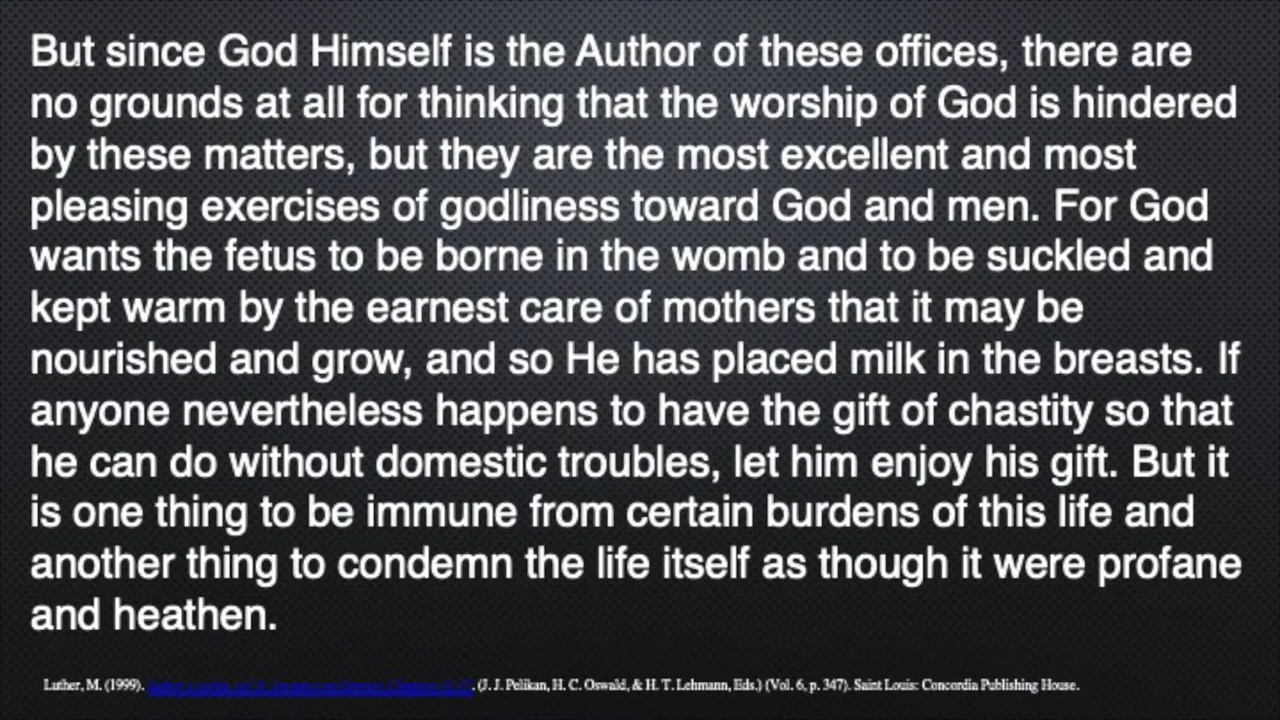 But since God Himself is the Author of these offices, there are
no grounds at all for thinking that the worship of God is hindered
by these matters, but they are the most excellent and most
pleasing exercises of godliness toward God and men. For God
wants the fetus to be borne in the womb and to be suckled and
kept warm by the earnest care of mothers that it may be
nourished and grow, and so He has placed milk in the breasts. If
anyone nevertheless happens to have the gift of chastity so that
he can do without domestic troubles, let him enjoy his gift. But it
is one thing to be immune from certain burdens of this life and
another thing to condemn the life itself as though it were profane
and heathen.
Luther, M. (1999). (J. J. Pelikan, H. C. Oswald, & H. T. Lehmann, Eds.) (Vol. 6, p. 347). Saint Louis: Concordia Publishing House.